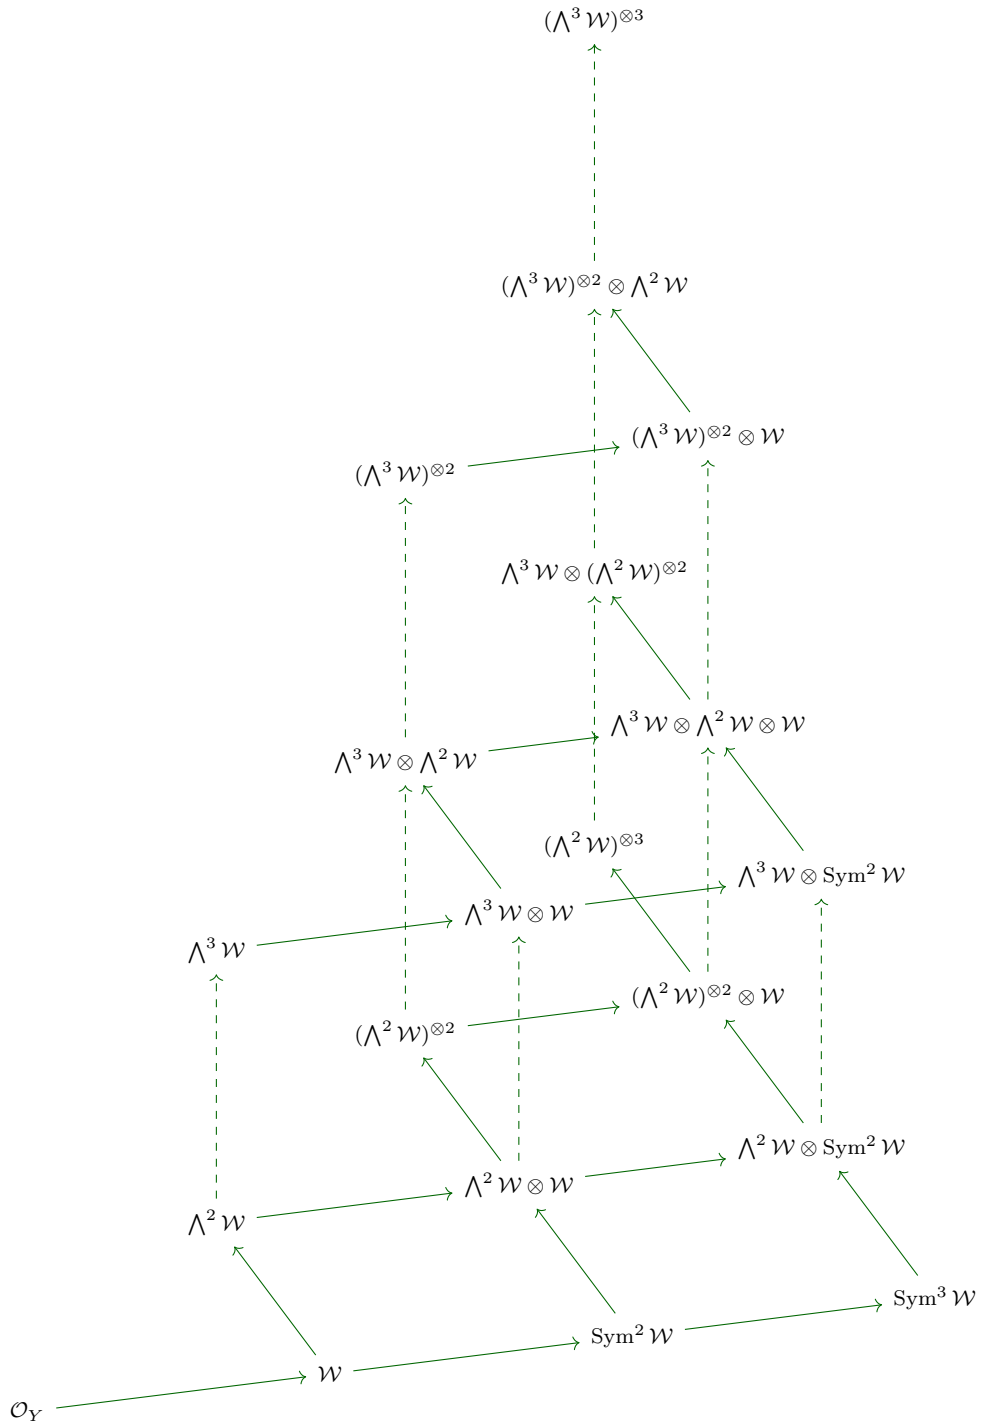 (⋀³ 𝒲)^{⊗3}
(⋀³ 𝒲)^{⊗2} ⊗ ⋀² 𝒲
(⋀³ 𝒲)^{⊗2} ⊗ 𝒲
(⋀³ 𝒲)^{⊗2}
⋀³ 𝒲 ⊗ (⋀² 𝒲)^{⊗2}
⋀³ 𝒲 ⊗ ⋀² 𝒲 ⊗ 𝒲
⋀³ 𝒲 ⊗ ⋀² 𝒲
(⋀² 𝒲)^{⊗3}
⋀³ 𝒲 ⊗ Sym² 𝒲
⋀³ 𝒲 ⊗ 𝒲
⋀³ 𝒲
(⋀² 𝒲)^{⊗2} ⊗ 𝒲
(⋀² 𝒲)^{⊗2}
⋀² 𝒲 ⊗ Sym² 𝒲
⋀² 𝒲 ⊗ 𝒲
⋀² 𝒲
Sym³ 𝒲
Sym² 𝒲
𝒲
𝒪_Y